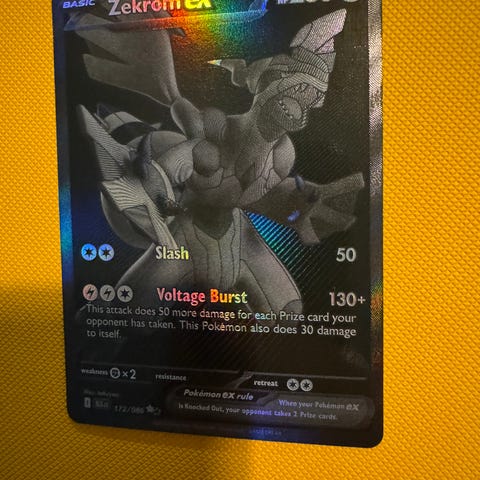 BASIC Zekrom ex
Slash 50
Voltage Burst 130+
This attack does 50 more damage for each Prize card your
opponent has taken. This Pokémon also does 30 damage
to itself.
weakness ×2 resistance retreat
Pokémon ex rule When your Pokémon ex
is Knocked Out, your opponent takes 2 Prize cards.
172/086